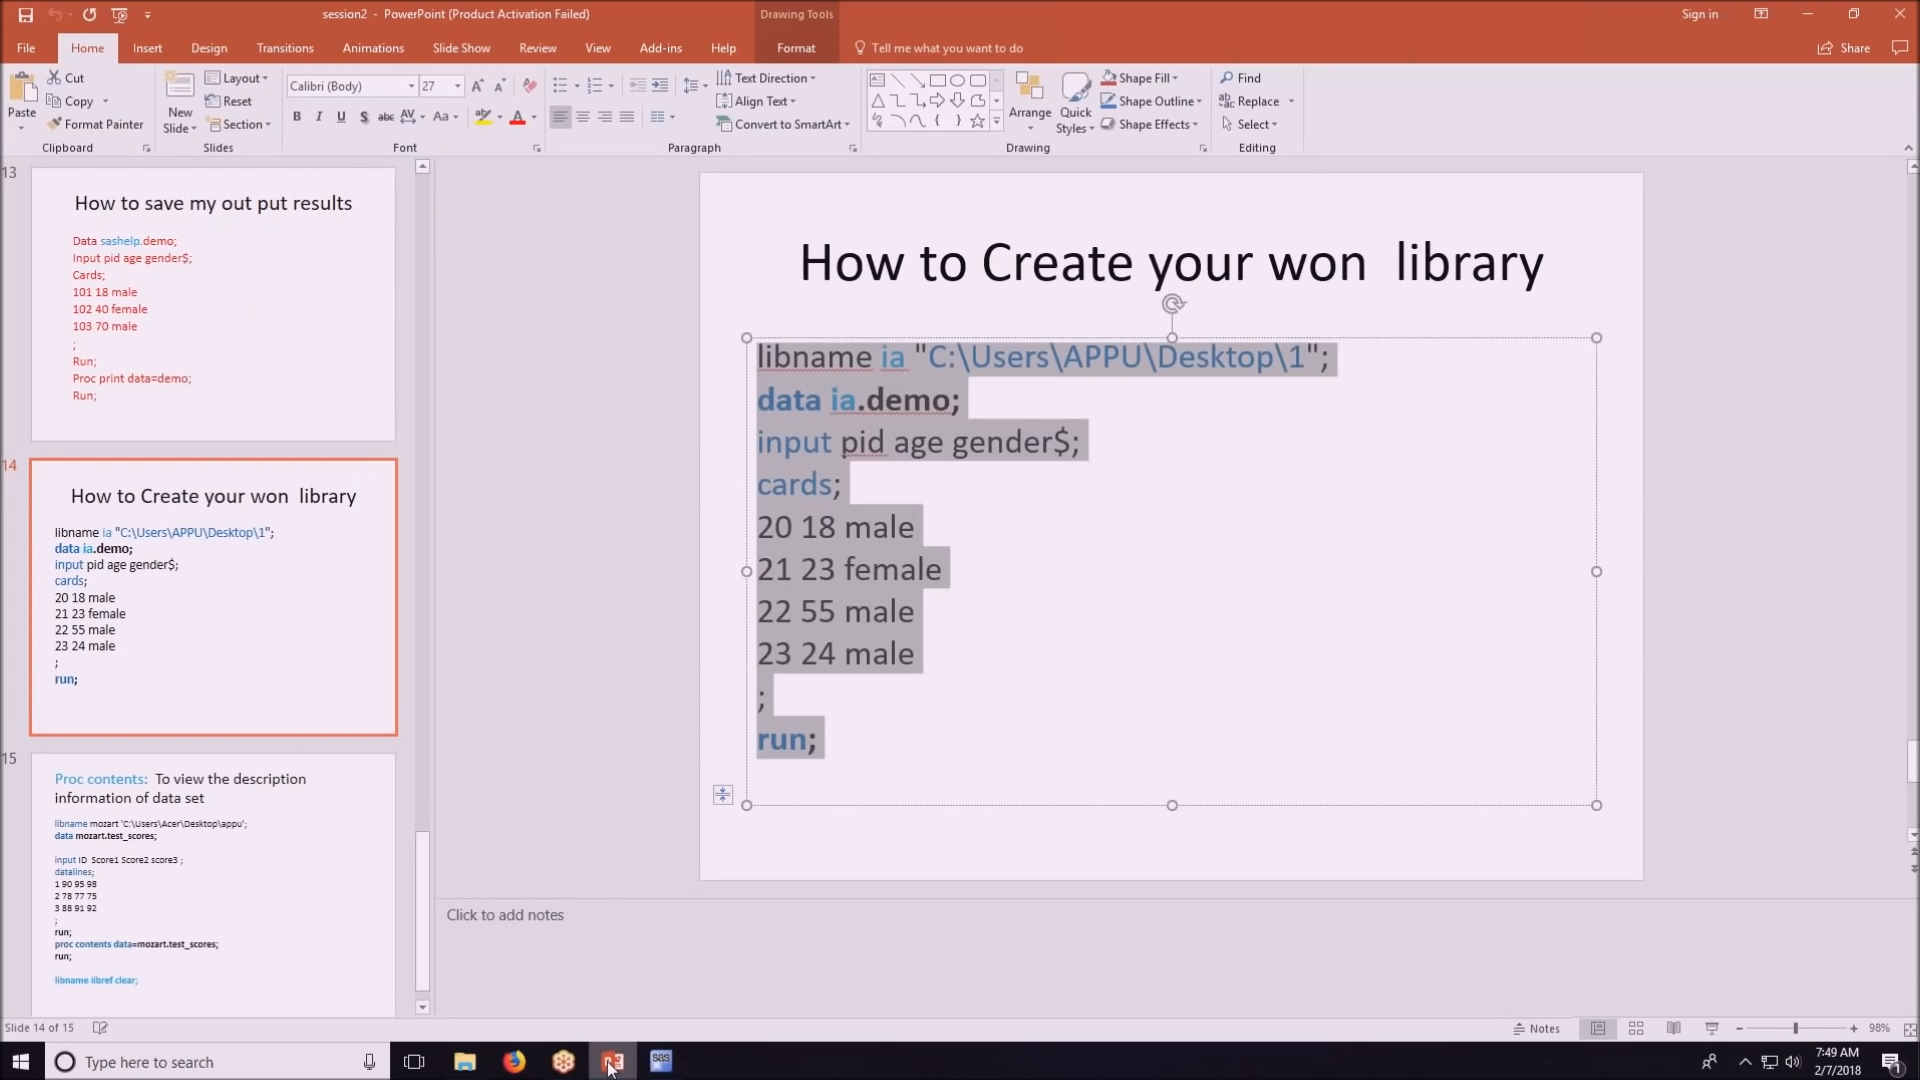 session2 - PowerPoint (Product Activation Failed)
Drawing Tools
Sign in
File
Home
Insert
Design
Transitions
Animations
Slide Show
Review
View
Add-ins
Help
Format
Tell me what you want to do
Share
Paste
Cut
Copy
Format Painter
Clipboard
New
Slide
Layout
Reset
Section
Slides
Calibri (Body)
27
B I U S abc AV Aa A
Font
Text Direction
Align Text
Convert to SmartArt
Paragraph
Arrange
Quick
Styles
Shape Fill
Shape Outline
Shape Effects
Drawing
Find
Replace
Select
Editing
13
How to save my out put results
Data sashelp.demo;
Input pid age gender$;
Cards;
101 18 male
102 40 female
103 70 male
;
Run;
Proc print data=demo;
Run;
14
How to Create your won library
libname ia "C:\Users\APPU\Desktop\1";
data ia.demo;
input pid age gender$;
cards;
20 18 male
21 23 female
22 55 male
23 24 male
;
run;
15
Proc contents: To view the description
information of data set
libname mozart 'C:\Users\Acer\Desktop\appu';
data mozart.test_scores;
input ID Score1 Score2 score3 ;
datalines;
1 90 95 98
2 78 77 75
3 88 91 92
;
run;
proc contents data=mozart.test_scores;
run;
libname libref clear;
How to Create your won library
libname ia "C:\Users\APPU\Desktop\1";
data ia.demo;
input pid age gender$;
cards;
20 18 male
21 23 female
22 55 male
23 24 male
;
run;
Click to add notes
Slide 14 of 15
Notes
98%
Type here to search
sas
7:49 AM
2/7/2018
1